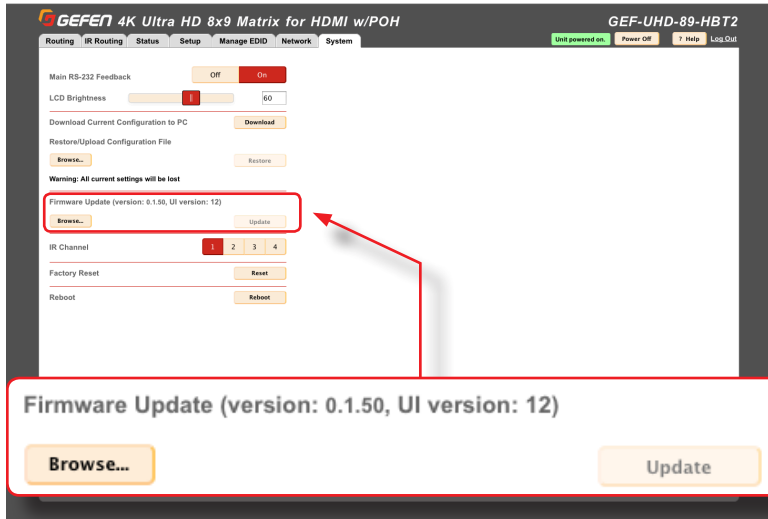 GEFEN 4K Ultra HD 8x9 Matrix for HDMI w/POH GEF-UHD-89-HBT2
Routing IR Routing Status Setup Manage EDID Network System Unit powered on. Power Off ? Help Log Out
Main RS-232 Feedback Off On
LCD Brightness 60
Download Current Configuration to PC Download
Restore/Upload Configuration File
Browse... Restore
Warning: All current settings will be lost
Firmware Update (version: 0.1.50, UI version: 12)
Browse... Update
IR Channel 1 2 3 4
Factory Reset Reset
Reboot Reboot
Firmware Update (version: 0.1.50, UI version: 12)
Browse... Update